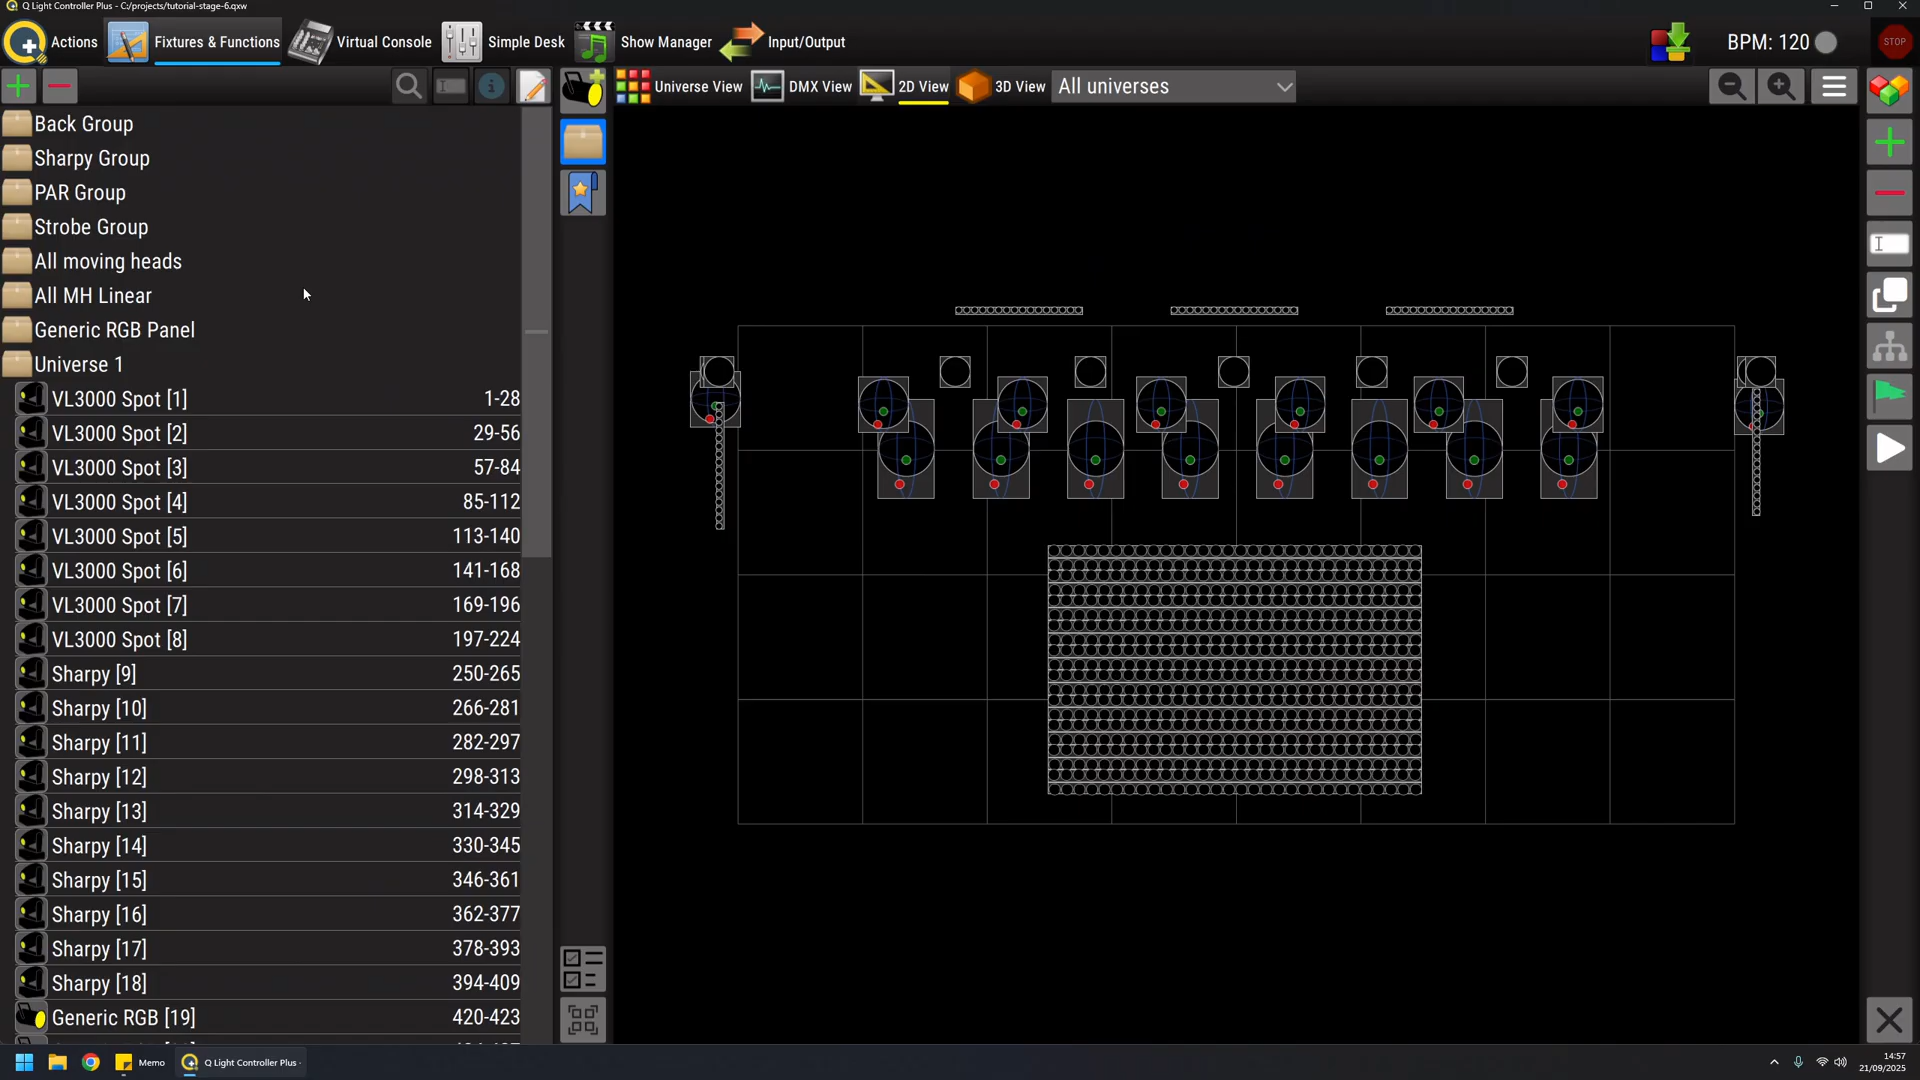 Q Light Controller Plus - C:/projects/tutorial-stage-6.qxw
Actions
Fixtures & Functions
Virtual Console
Simple Desk
Show Manager
Input/Output
BPM: 120
STOP
Universe View
DMX View
2D View
3D View
All universes
Back Group
Sharpy Group
PAR Group
Strobe Group
All moving heads
All MH Linear
Generic RGB Panel
Universe 1
VL3000 Spot [1] 1-28
VL3000 Spot [2] 29-56
VL3000 Spot [3] 57-84
VL3000 Spot [4] 85-112
VL3000 Spot [5] 113-140
VL3000 Spot [6] 141-168
VL3000 Spot [7] 169-196
VL3000 Spot [8] 197-224
Sharpy [9] 250-265
Sharpy [10] 266-281
Sharpy [11] 282-297
Sharpy [12] 298-313
Sharpy [13] 314-329
Sharpy [14] 330-345
Sharpy [15] 346-361
Sharpy [16] 362-377
Sharpy [17] 378-393
Sharpy [18] 394-409
Generic RGB [19] 420-423
Memo
Q Light Controller Plus -
14:57
21/09/2025